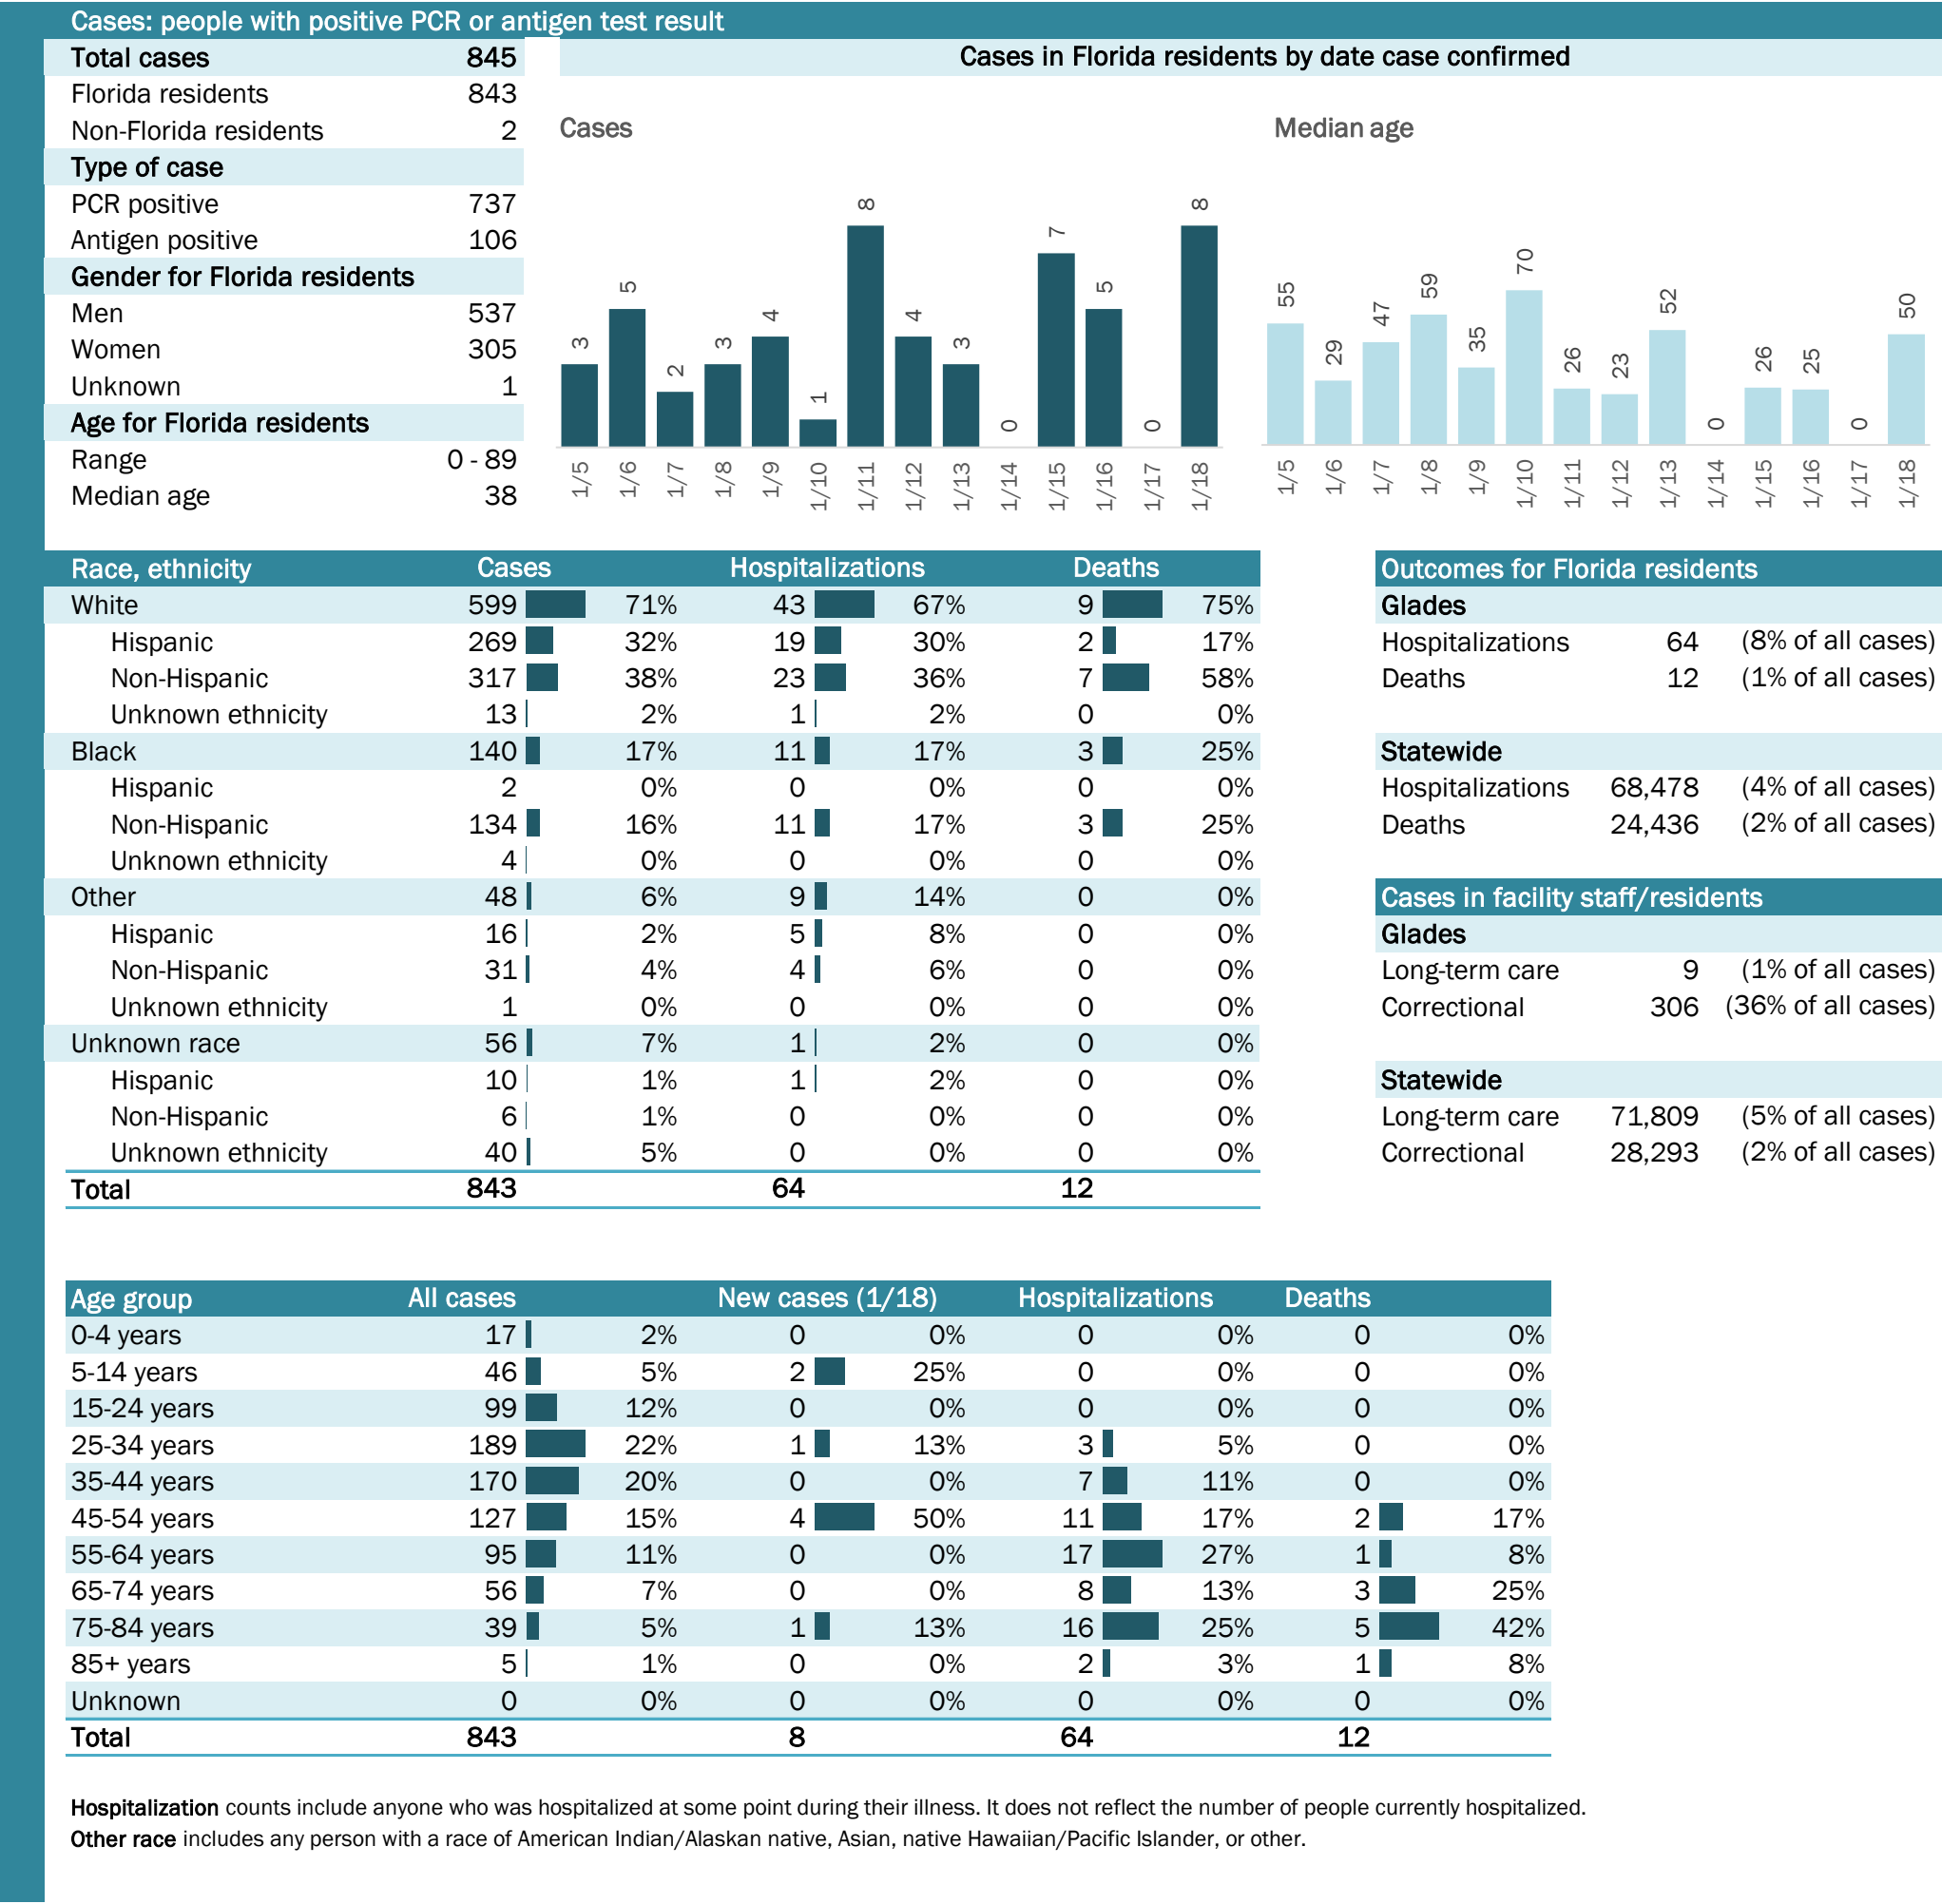 Cases: people with positive PCR or antigen test result
Total cases 845
Florida residents 843
Non-Florida residents 2
Type of case
PCR positive 737
Antigen positive 106
Gender for Florida residents
Men 537
Women 305
Unknown 1
Age for Florida residents
Range 0 - 89
Median age 38
Cases in Florida residents by date case confirmed
Cases
3 5 2 3 4 1 8 4 3 0 7 5 0 8
1/5 1/6 1/7 1/8 1/9 1/10 1/11 1/12 1/13 1/14 1/15 1/16 1/17 1/18
Median age
55 29 47 59 35 70 26 23 52 0 26 25 0 50
1/5 1/6 1/7 1/8 1/9 1/10 1/11 1/12 1/13 1/14 1/15 1/16 1/17 1/18
Race, ethnicity Cases Hospitalizations Deaths
White 599 71% 43 67% 9 75%
Hispanic 269 32% 19 30% 2 17%
Non-Hispanic 317 38% 23 36% 7 58%
Unknown ethnicity 13 2% 1 2% 0 0%
Black 140 17% 11 17% 3 25%
Hispanic 2 0% 0 0% 0 0%
Non-Hispanic 134 16% 11 17% 3 25%
Unknown ethnicity 4 0% 0 0% 0 0%
Other 48 6% 9 14% 0 0%
Hispanic 16 2% 5 8% 0 0%
Non-Hispanic 31 4% 4 6% 0 0%
Unknown ethnicity 1 0% 0 0% 0 0%
Unknown race 56 7% 1 2% 0 0%
Hispanic 10 1% 1 2% 0 0%
Non-Hispanic 6 1% 0 0% 0 0%
Unknown ethnicity 40 5% 0 0% 0 0%
Total 843 64 12
Outcomes for Florida residents
Glades
Hospitalizations 64 (8% of all cases)
Deaths 12 (1% of all cases)
Statewide
Hospitalizations 68,478 (4% of all cases)
Deaths 24,436 (2% of all cases)
Cases in facility staff/residents
Glades
Long-term care 9 (1% of all cases)
Correctional 306 (36% of all cases)
Statewide
Long-term care 71,809 (5% of all cases)
Correctional 28,293 (2% of all cases)
Age group All cases New cases (1/18) Hospitalizations Deaths
0-4 years 17 2% 0 0% 0 0% 0 0%
5-14 years 46 5% 2 25% 0 0% 0 0%
15-24 years 99 12% 0 0% 0 0% 0 0%
25-34 years 189 22% 1 13% 3 5% 0 0%
35-44 years 170 20% 0 0% 7 11% 0 0%
45-54 years 127 15% 4 50% 11 17% 2 17%
55-64 years 95 11% 0 0% 17 27% 1 8%
65-74 years 56 7% 0 0% 8 13% 3 25%
75-84 years 39 5% 1 13% 16 25% 5 42%
85+ years 5 1% 0 0% 2 3% 1 8%
Unknown 0 0% 0 0% 0 0% 0 0%
Total 843 8 64 12
Hospitalization counts include anyone who was hospitalized at some point during their illness. It does not reflect the number of people currently hospitalized.
Other race includes any person with a race of American Indian/Alaskan native, Asian, native Hawaiian/Pacific Islander, or other.